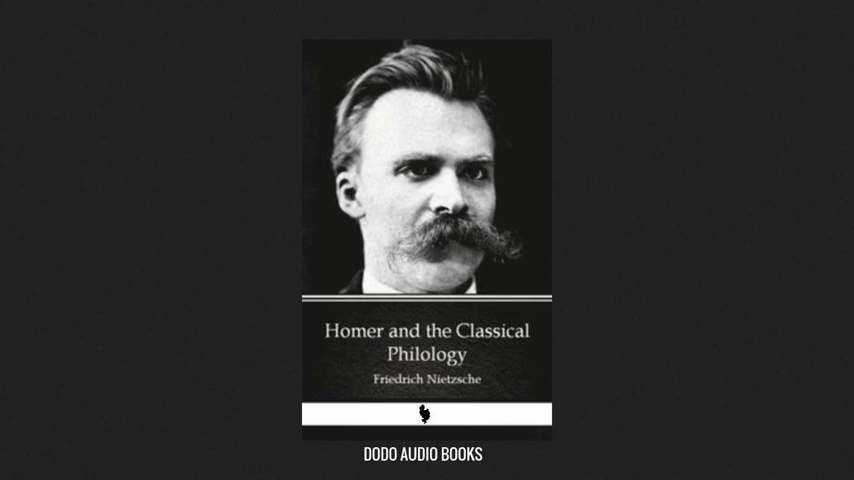 Homer and the Classical
Philology
Friedrich Nietzsche
DODO AUDIO BOOKS